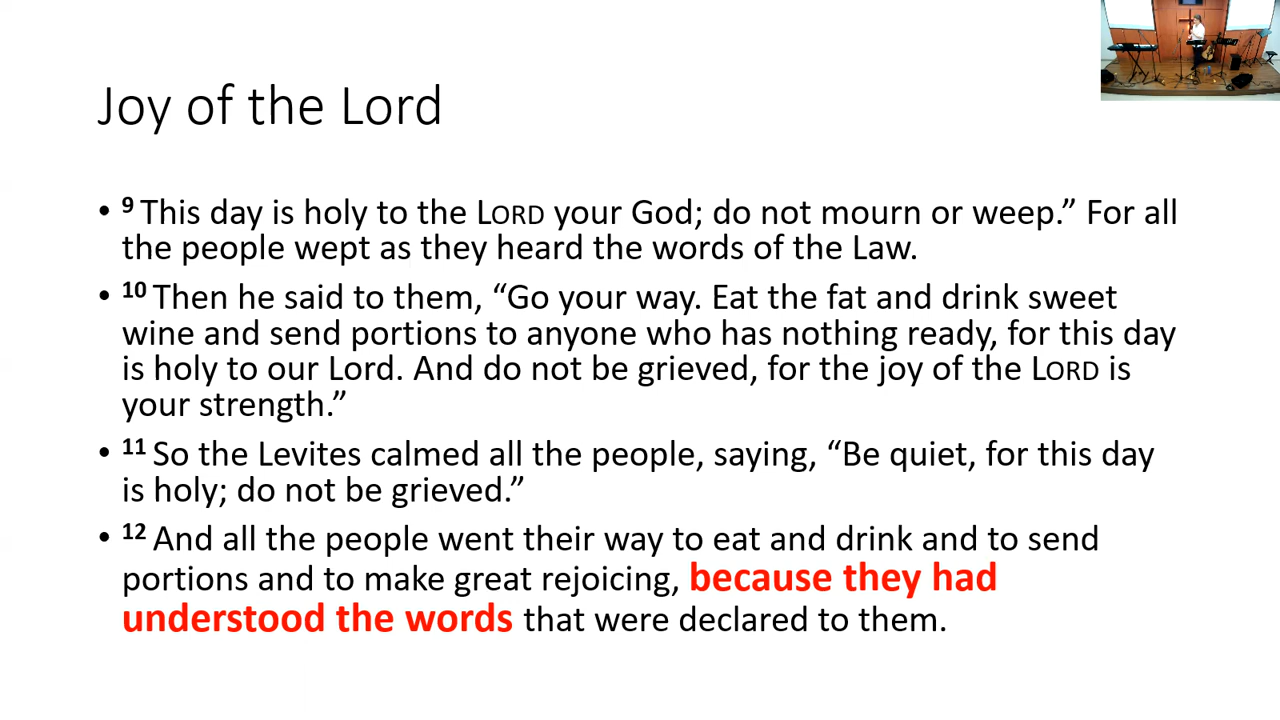 Joy of the Lord
• 9 This day is holy to the LORD your God; do not mourn or weep.” For all
the people wept as they heard the words of the Law.
• 10 Then he said to them, “Go your way. Eat the fat and drink sweet
wine and send portions to anyone who has nothing ready, for this day
is holy to our Lord. And do not be grieved, for the joy of the LORD is
your strength.”
• 11 So the Levites calmed all the people, saying, “Be quiet, for this day
is holy; do not be grieved.”
• 12 And all the people went their way to eat and drink and to send
portions and to make great rejoicing, because they had
understood the words that were declared to them.